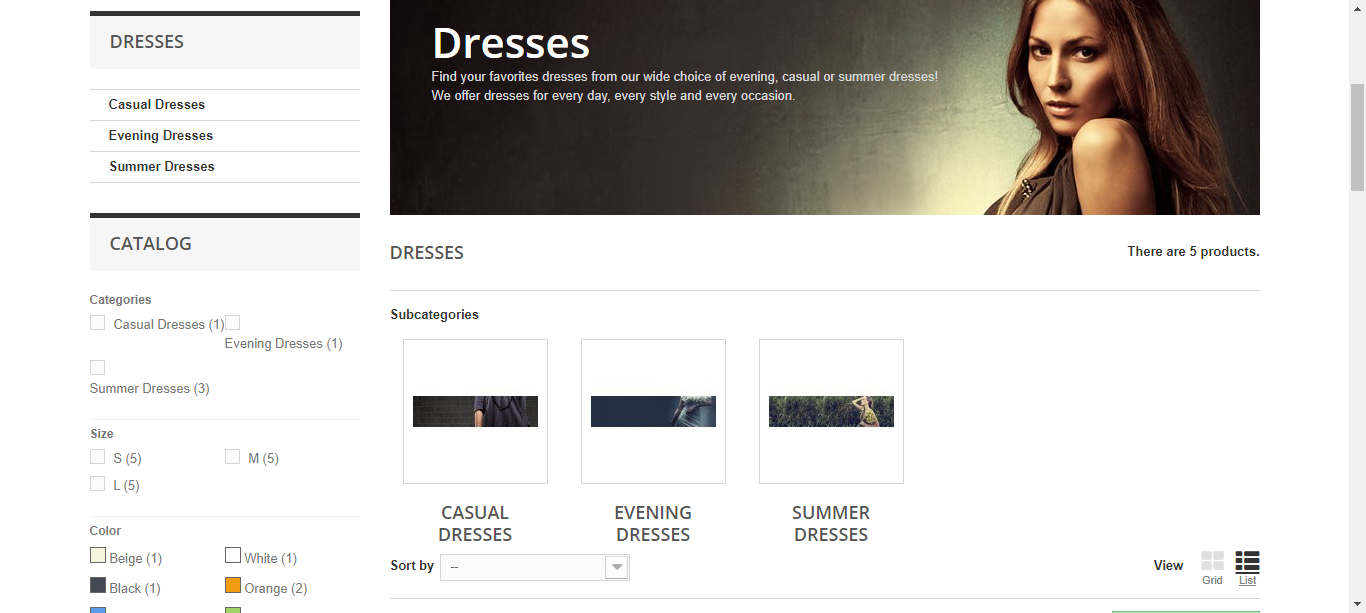 DRESSES
Casual Dresses
Evening Dresses
Summer Dresses
CATALOG
Categories
Casual Dresses (1)
Evening Dresses (1)
Summer Dresses (3)
Size
S (5) M (5)
L (5)
Color
Beige (1) White (1)
Black (1) Orange (2)
Dresses
Find your favorites dresses from our wide choice of evening, casual or summer dresses!
We offer dresses for every day, every style and every occasion.
DRESSES There are 5 products.
Subcategories
CASUAL
DRESSES
EVENING
DRESSES
SUMMER
DRESSES
Sort by -- View Grid List